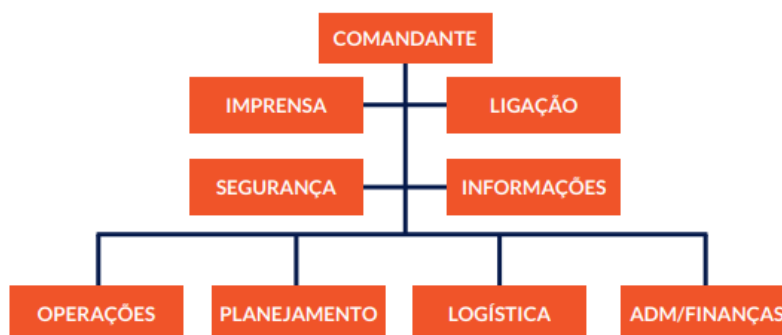 COMANDANTE
IMPRENSA
LIGAÇÃO
SEGURANÇA
INFORMAÇÕES
OPERAÇÕES
PLANEJAMENTO
LOGÍSTICA
ADM/FINANÇAS